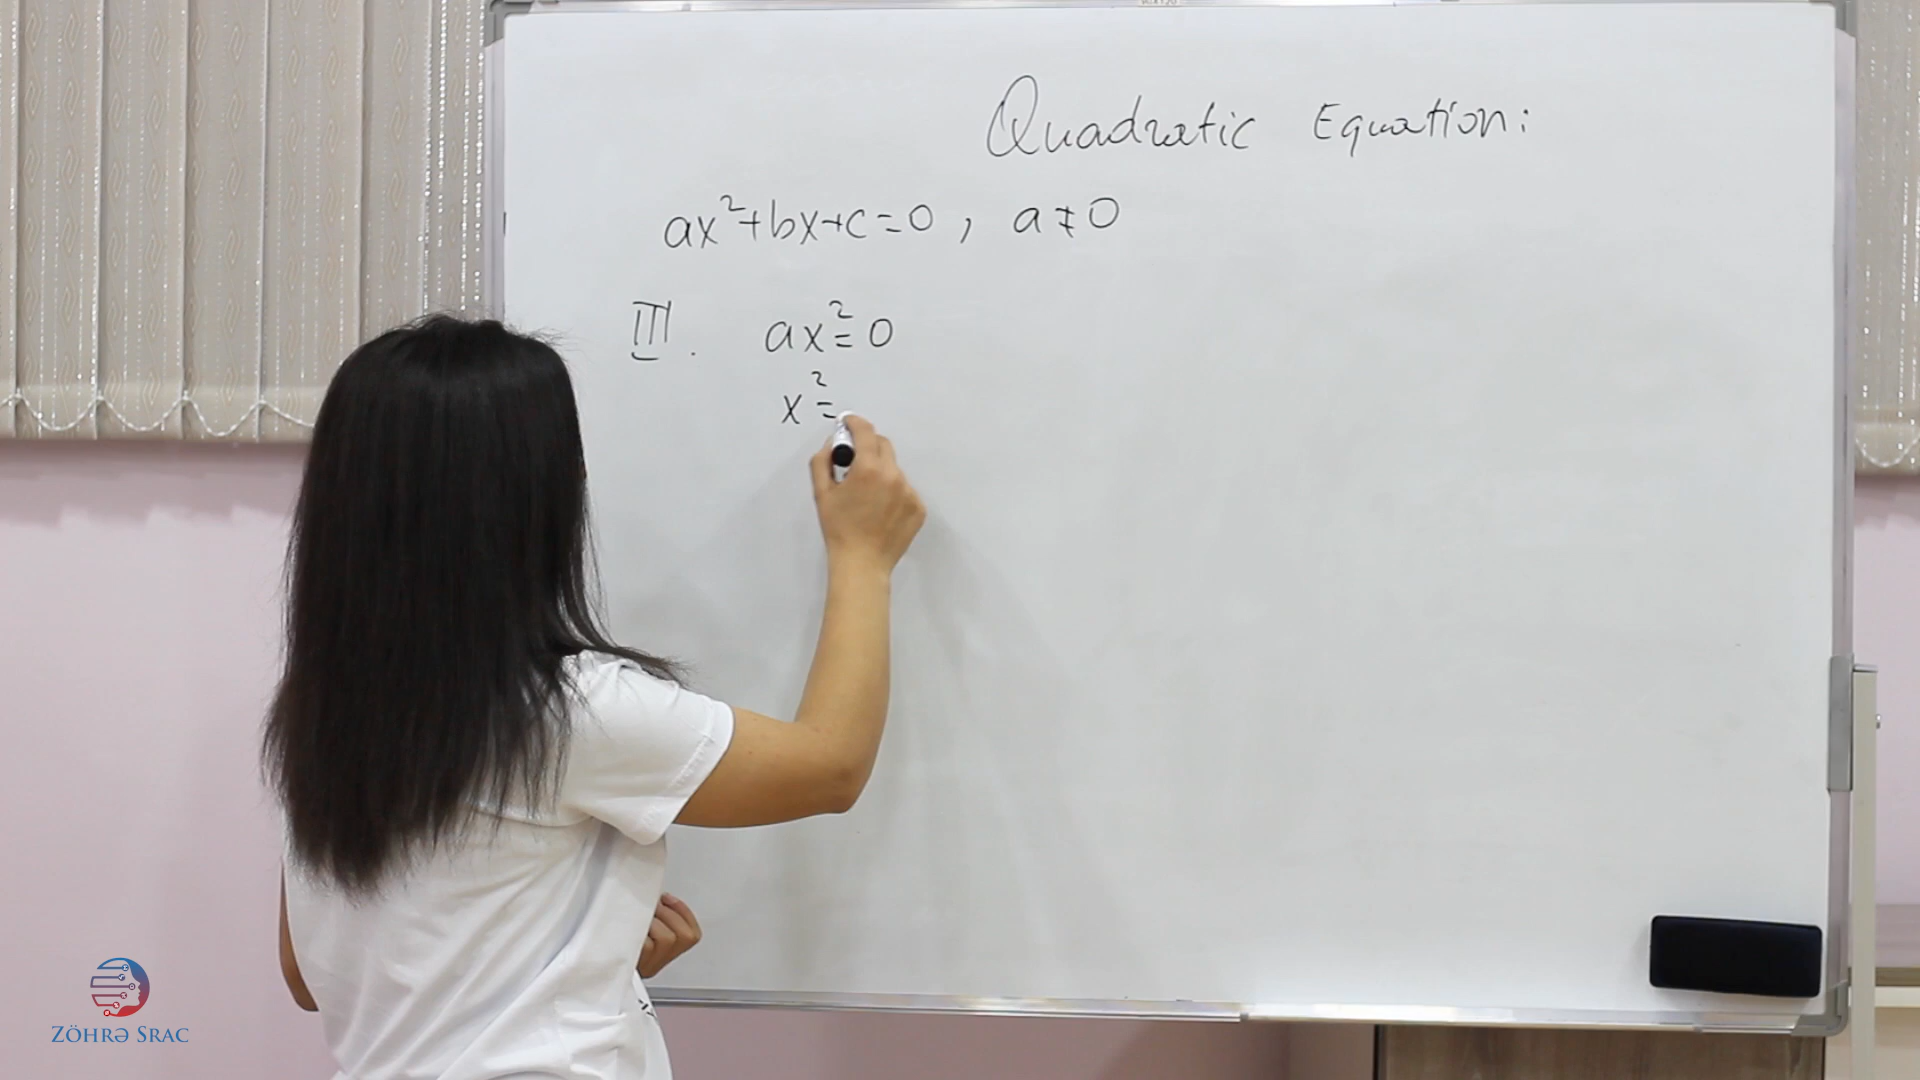 Quadratic Equation:
ax²+bx+c=0, a≠0
III. ax²=0
x²=
ZÖHRƏ SRAC